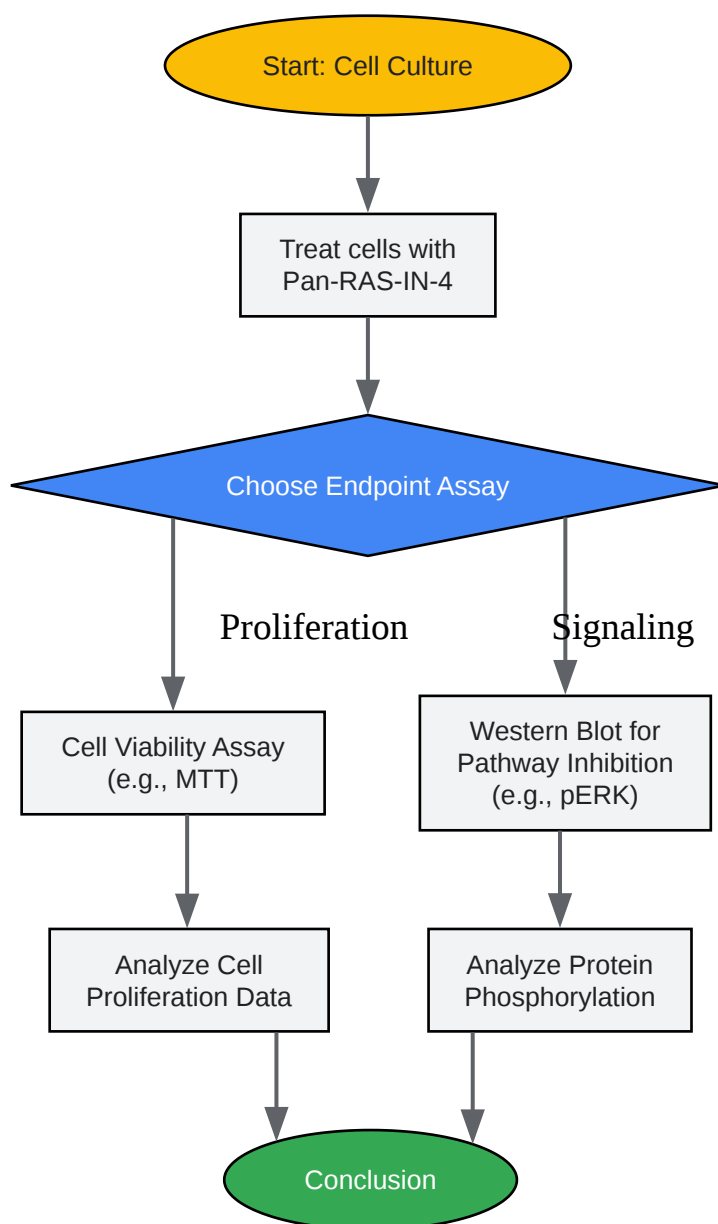 Start: Cell Culture
Treat cells with
Pan-RAS-IN-4
Choose Endpoint Assay
Proliferation
Signaling
Cell Viability Assay
(e.g., MTT)
Western Blot for
Pathway Inhibition
(e.g., pERK)
Analyze Cell
Proliferation Data
Analyze Protein
Phosphorylation
Conclusion